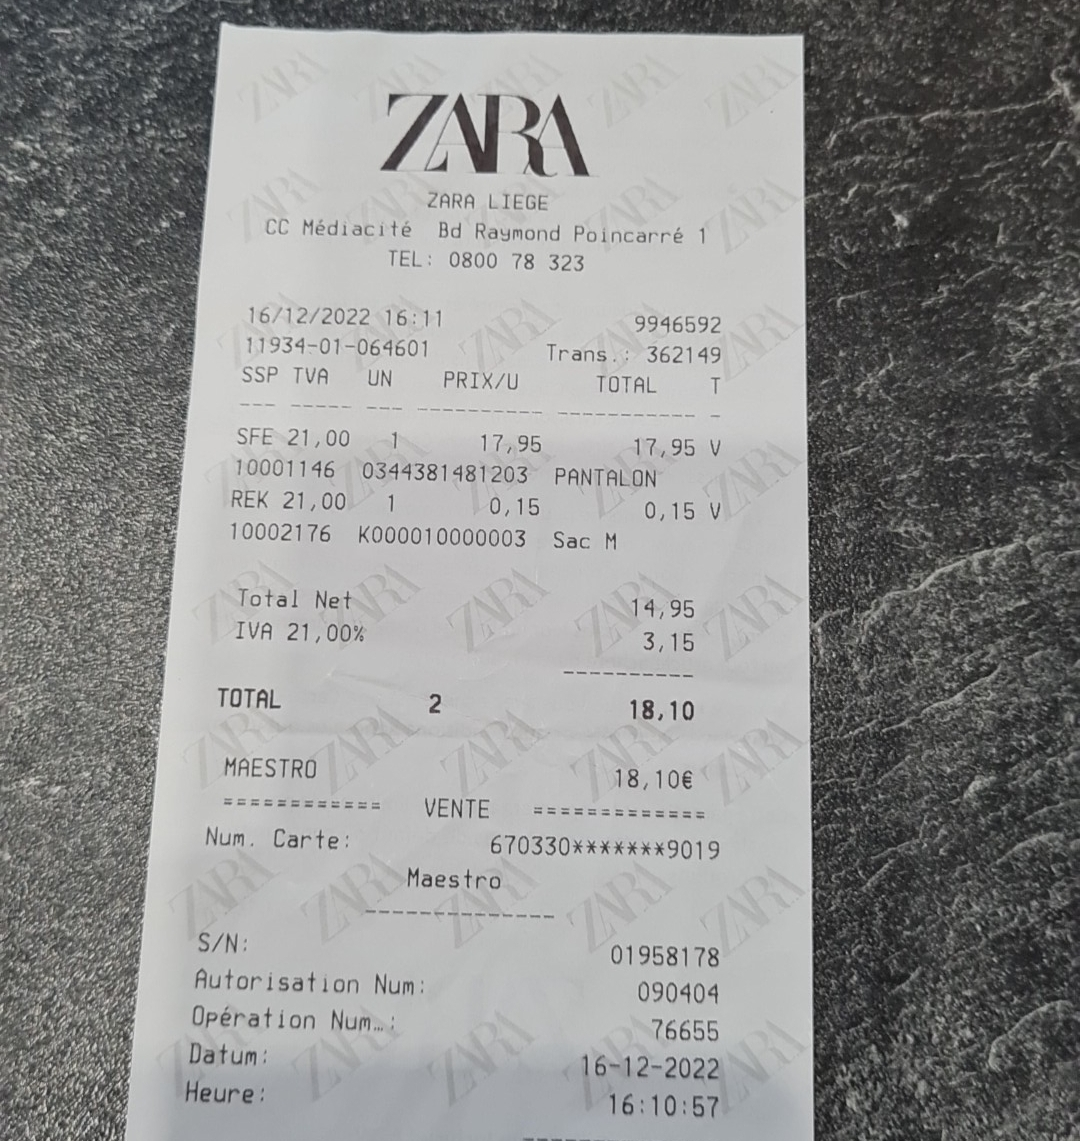 ZARA
ZARA LIEGE
CC Médiacité Bd Raymond Poincarré 1
TEL: 0800 78 323
16/12/2022 16:11 9946592
11934-01-064601 Trans.: 362149
SSP TVA UN PRIX/U TOTAL T
--- ----- --- ---------- ----------- -
SFE 21,00 1 17,95 17,95 V
10001146 0344381481203 PANTALON
REK 21,00 1 0,15 0,15 V
10002176 K000010000003 Sac M
Total Net 14,95
IVA 21,00% 3,15
----------
TOTAL 2 18,10
MAESTRO 18,10€
============ VENTE =============
Num. Carte: 670330*******9019
Maestro
--------------
S/N: 01958178
Autorisation Num: 090404
Opération Num…: 76655
Datum: 16-12-2022
Heure: 16:10:57